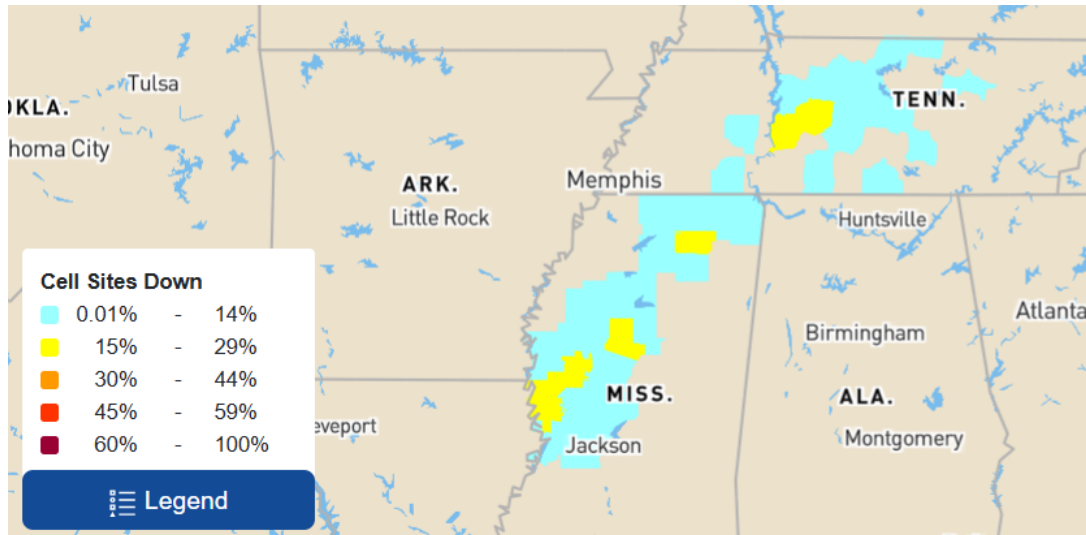 Tulsa
OKLA.
homa City
TENN.
Memphis
ARK.
Little Rock
Huntsville
Cell Sites Down
0.01% - 14%
15% - 29%
30% - 44%
45% - 59%
60% - 100%
Legend
Atlanta
Birmingham
MISS.
ALA.
eveport
Jackson
Montgomery